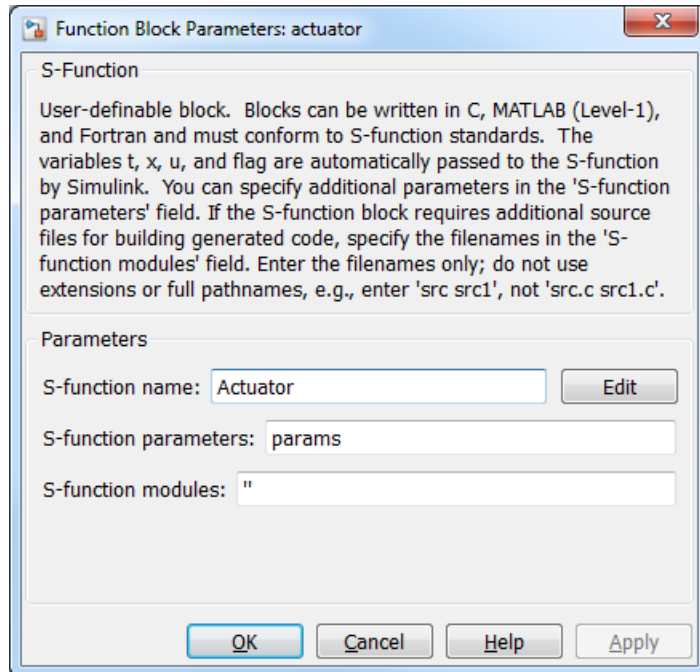 Function Block Parameters: actuator
S-Function
User-definable block.  Blocks can be written in C, MATLAB (Level-1),
and Fortran and must conform to S-function standards.  The
variables t, x, u, and flag are automatically passed to the S-function
by Simulink.  You can specify additional parameters in the 'S-function
parameters' field. If the S-function block requires additional source
files for building generated code, specify the filenames in the 'S-
function modules' field. Enter the filenames only; do not use
extensions or full pathnames, e.g., enter 'src src1', not 'src.c src1.c'.
Parameters
S-function name: Actuator Edit
S-function parameters: params
S-function modules: ''
OK Cancel Help Apply